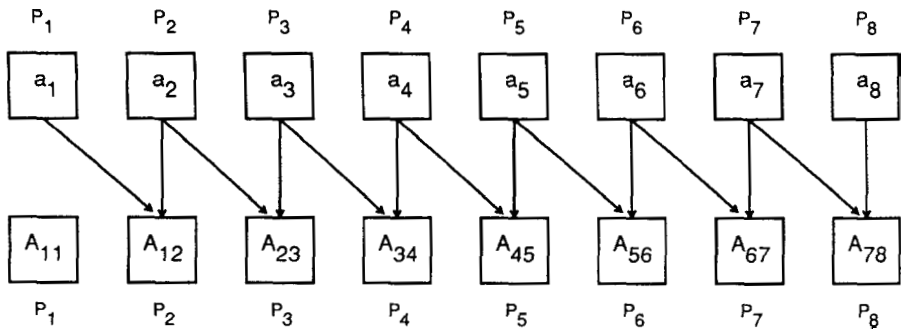 P₁ P₂ P₃ P₄ P₅ P₆ P₇ P₈
a₁ a₂ a₃ a₄ a₅ a₆ a₇ a₈
A₁₁ A₁₂ A₂₃ A₃₄ A₄₅ A₅₆ A₆₇ A₇₈
P₁ P₂ P₃ P₄ P₅ P₆ P₇ P₈